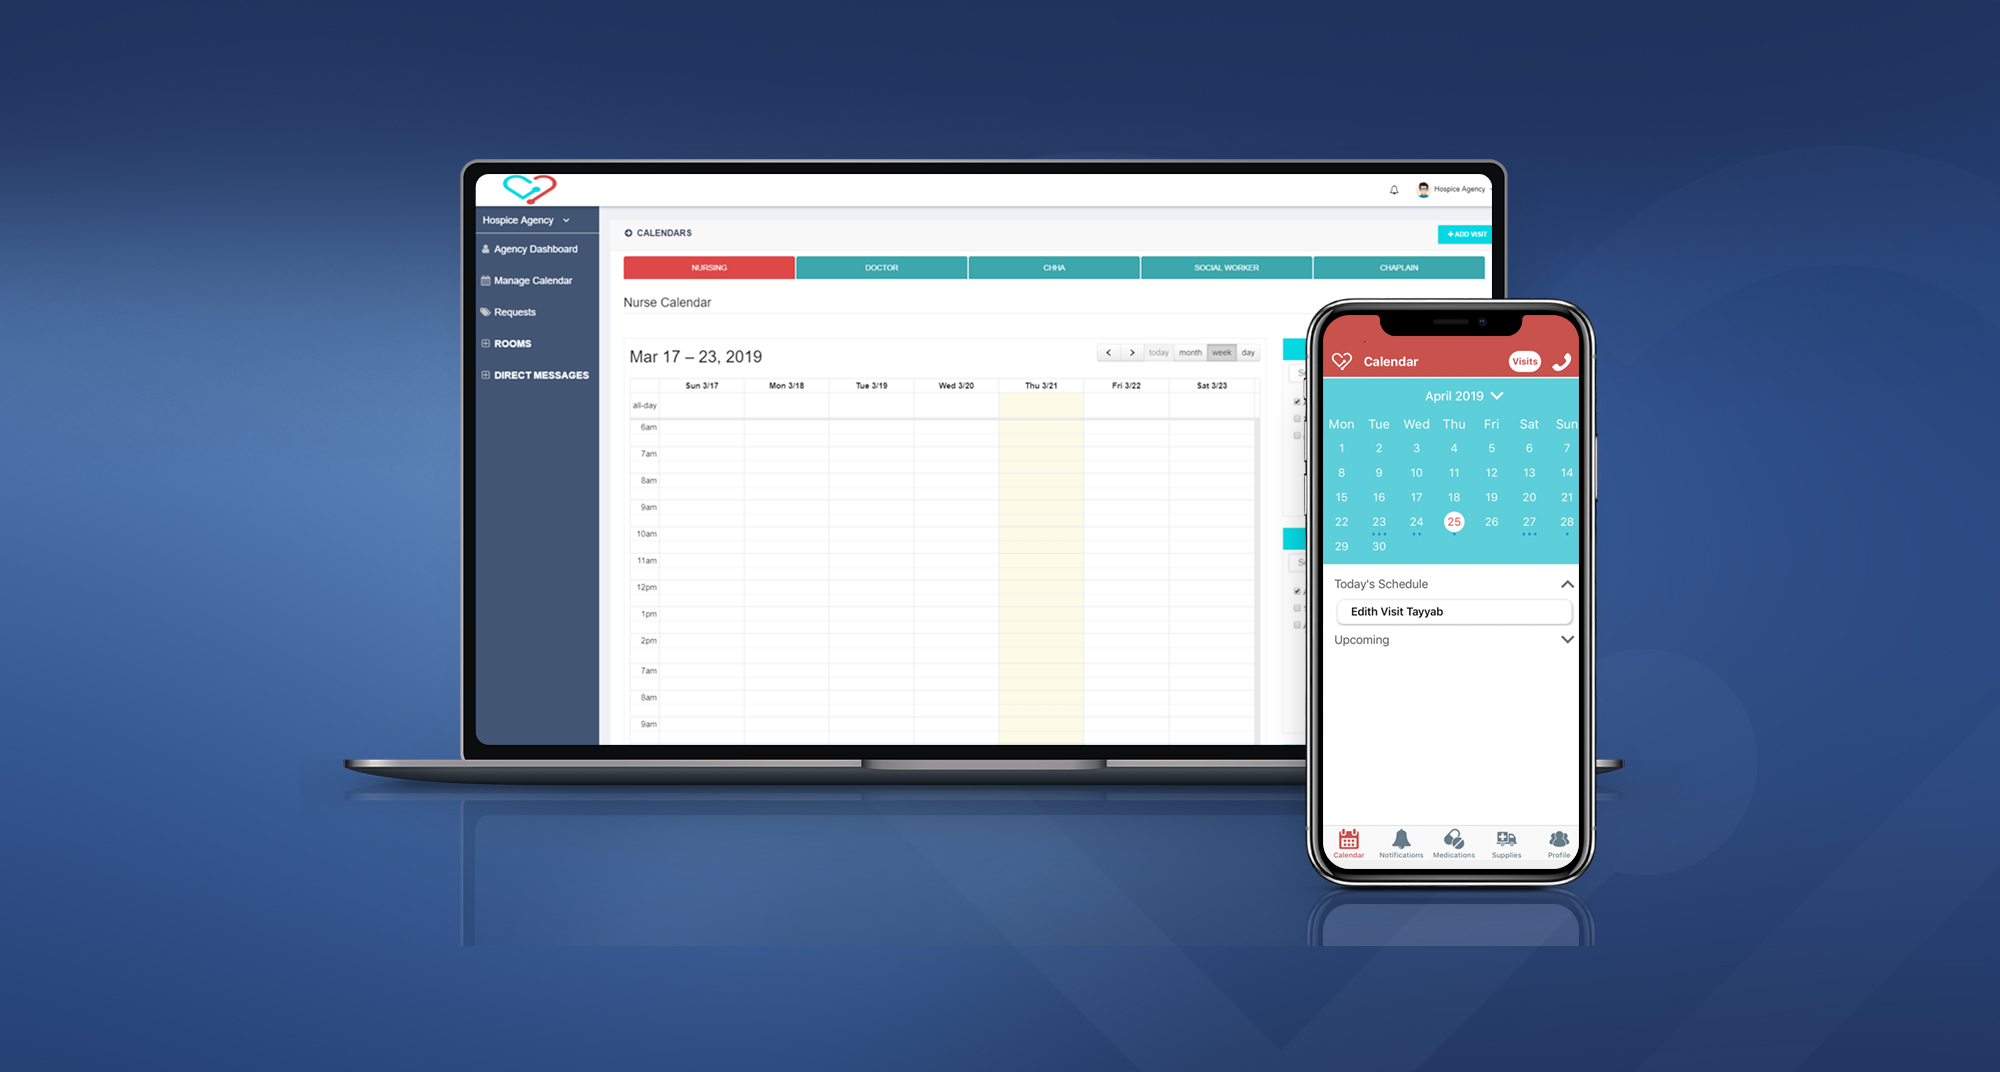 Hospice Agency
Hospice Agency
Agency Dashboard
Manage Calendar
Requests
ROOMS
DIRECT MESSAGES
CALENDARS
+ ADD VISIT
NURSING
DOCTOR
CHHA
SOCIAL WORKER
CHAPLAIN
Nurse Calendar
Mar 17 – 23, 2019
today month week day
Sun 3/17 Mon 3/18 Tue 3/19 Wed 3/20 Thu 3/21 Fri 3/22 Sat 3/23
all-day
6am
7am
8am
9am
10am
11am
12pm
1pm
2pm
7am
8am
9am
Calendar
Visits
April 2019
Mon Tue Wed Thu Fri Sat Sun
1 2 3 4 5 6 7
8 9 10 11 12 13 14
15 16 17 18 19 20 21
22 23 24 25 26 27 28
29 30
Today's Schedule
Edith Visit Tayyab
Upcoming
Calendar Notifications Medications Supplies Profile